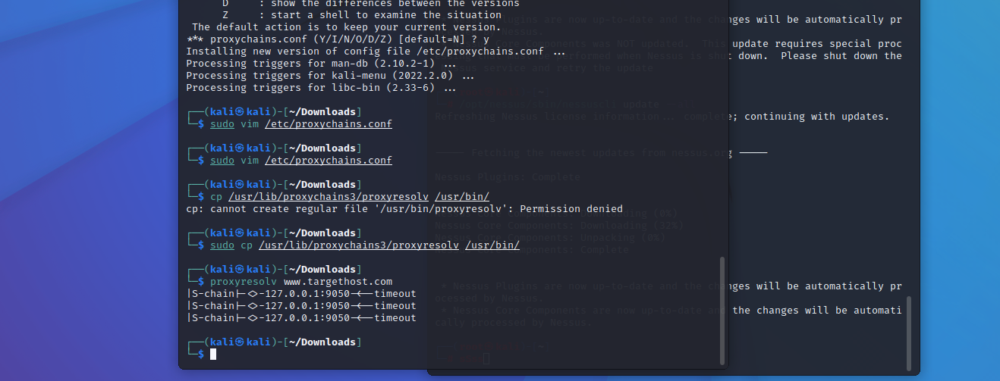 D     : show the differences between the versions
Z     : start a shell to examine the situation
The default action is to keep your current version.
*** proxychains.conf (Y/I/N/O/D/Z) [default=N] ? y
Installing new version of config file /etc/proxychains.conf ...
Processing triggers for man-db (2.10.2-1) ...
Processing triggers for kali-menu (2022.2.0) ...
Processing triggers for libc-bin (2.33-6) ...
┌──(kali㉿kali)-[~/Downloads]
└─$ sudo vim /etc/proxychains.conf
┌──(kali㉿kali)-[~/Downloads]
└─$ sudo vim /etc/proxychains.conf
┌──(kali㉿kali)-[~/Downloads]
└─$ cp /usr/lib/proxychains3/proxyresolv /usr/bin/
cp: cannot create regular file '/usr/bin/proxyresolv': Permission denied
┌──(kali㉿kali)-[~/Downloads]
└─$ sudo cp /usr/lib/proxychains3/proxyresolv /usr/bin/
┌──(kali㉿kali)-[~/Downloads]
└─$ proxyresolv www.targethost.com
|S-chain|-<>-127.0.0.1:9050-<--timeout
|S-chain|-<>-127.0.0.1:9050-<--timeout
|S-chain|-<>-127.0.0.1:9050-<--timeout
┌──(kali㉿kali)-[~/Downloads]
└─$
Plugins are now up-to-date and the changes will be automatically pr
by Nessus.
Core Components was NOT updated.  This update requires special proc
performed when Nessus is shut down.  Please shut down the
service and retry the update
update
Refreshing Nessus license information... complete; continuing with updates.
----- Fetching the newest updates from nessus.org -----
Nessus Plugins: Complete
Nessus Core Components: Downloading (0%)
Nessus Core Components: Downloading (32%)
Nessus Core Components: Unpacking (0%)
Nessus Core Components: Complete
* Nessus Plugins are now up-to-date and the changes will be automatically pr
ocessed by Nessus.
* Nessus Core Components are now up-to-date and the changes will be automati
cally processed by Nessus.